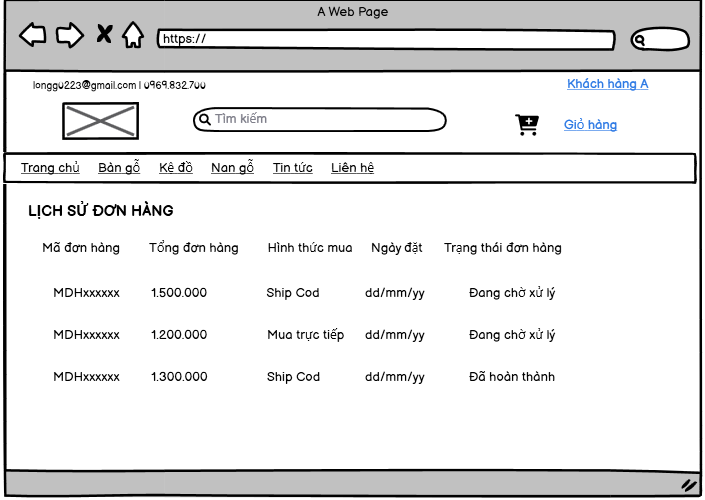 A Web Page
https://
longgu223@gmail.com | 0969.832.700
Khách hàng A
Tìm kiếm
Giỏ hàng
Trang chủ Bàn gỗ Kệ đồ Nan gỗ Tin tức Liên hệ
LỊCH SỬ ĐƠN HÀNG
Mã đơn hàng Tổng đơn hàng Hình thức mua Ngày đặt Trạng thái đơn hàng
MDHxxxxxx 1.500.000 Ship Cod dd/mm/yy Đang chờ xử lý
MDHxxxxxx 1.200.000 Mua trực tiếp dd/mm/yy Đang chờ xử lý
MDHxxxxxx 1.300.000 Ship Cod dd/mm/yy Đã hoàn thành